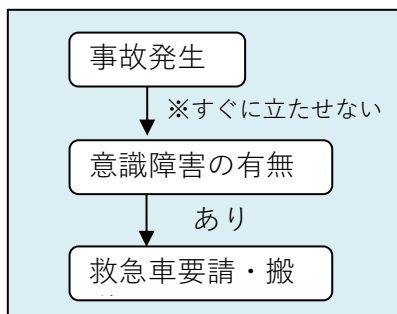 事故発生
※すぐに立たせない
意識障害の有無
あり
救急車要請・搬